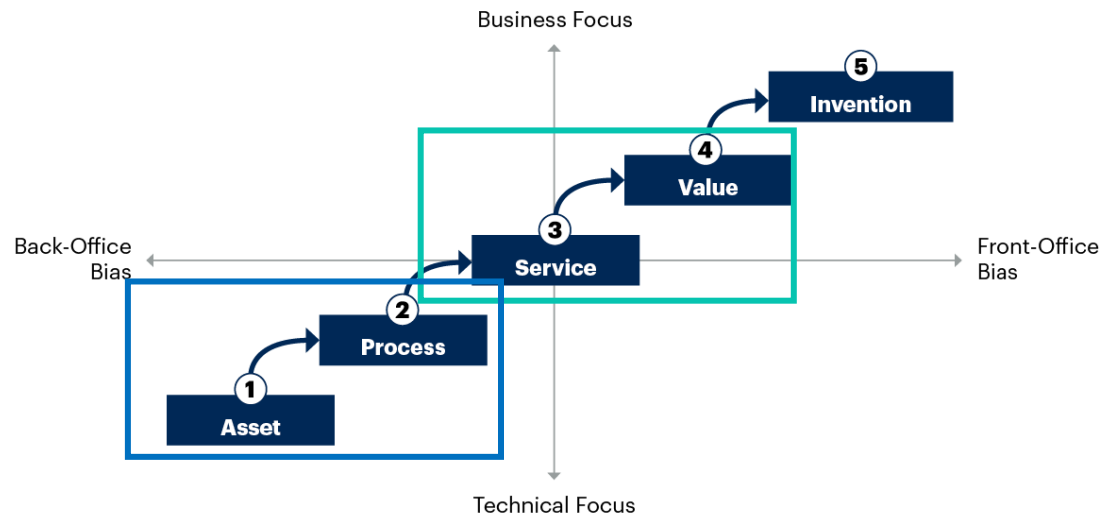 Business Focus
5
Invention
4
Value
3
Service
Back-Office
Bias
Front-Office
Bias
2
Process
1
Asset
Technical Focus